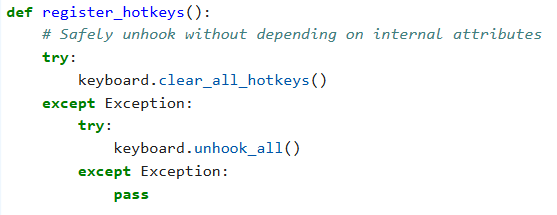 def register_hotkeys():
    # Safely unhook without depending on internal attributes
    try:
        keyboard.clear_all_hotkeys()
    except Exception:
        try:
            keyboard.unhook_all()
        except Exception:
            pass